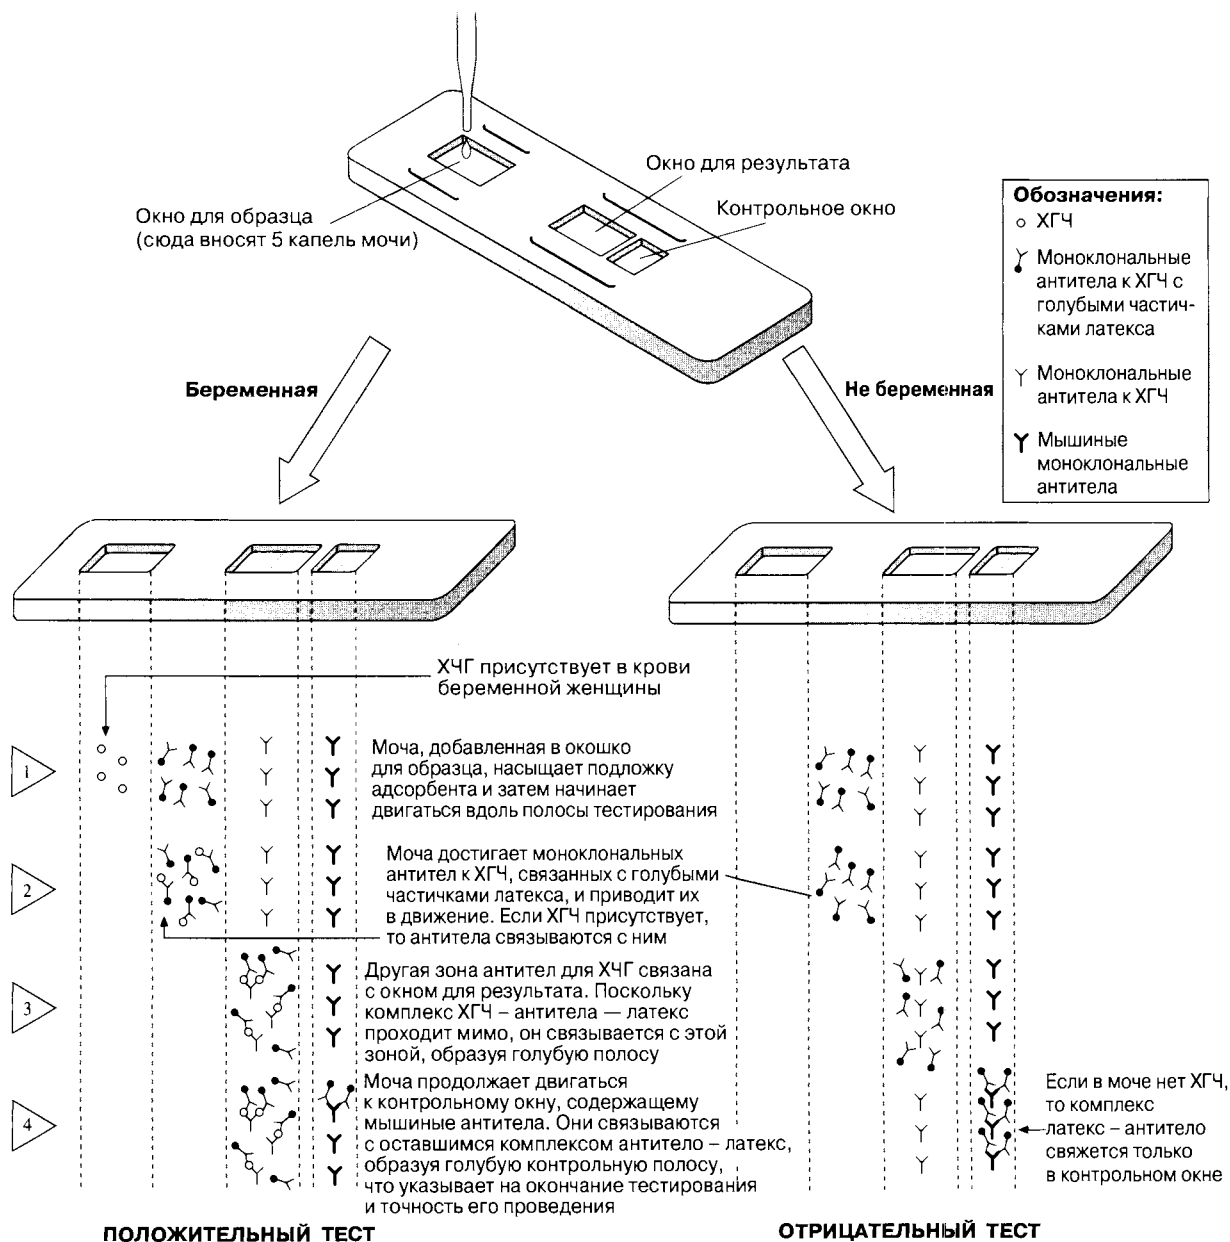 Окно для образца
(сюда вносят 5 капель мочи)
Окно для результата
Контрольное окно
Обозначения:
ХГЧ
Моноклональные
антитела к ХГЧ с
голубыми частич-
ками латекса
Моноклональные
антитела к ХГЧ
Мышиные
моноклональные
антитела
Беременная
Не беременная
ХЧГ присутствует в крови
беременной женщины
1
Моча, добавленная в окошко
для образца, насыщает подложку
адсорбента и затем начинает
двигаться вдоль полосы тестирования
2
Моча достигает моноклональных
антител к ХГЧ, связанных с голубыми
частичками латекса, и приводит их
в движение. Если ХГЧ присутствует,
то антитела связываются с ним
3
Другая зона антител для ХГЧ связана
с окном для результата. Поскольку
комплекс ХГЧ – антитела — латекс
проходит мимо, он связывается с этой
зоной, образуя голубую полосу
4
Моча продолжает двигаться
к контрольному окну, содержащему
мышиные антитела. Они связываются
с оставшимся комплексом антитело – латекс,
образуя голубую контрольную полосу,
что указывает на окончание тестирования
и точность его проведения
Если в моче нет ХГЧ,
то комплекс
латекс – антитело
свяжется только
в контрольном окне
ПОЛОЖИТЕЛЬНЫЙ ТЕСТ
ОТРИЦАТЕЛЬНЫЙ ТЕСТ